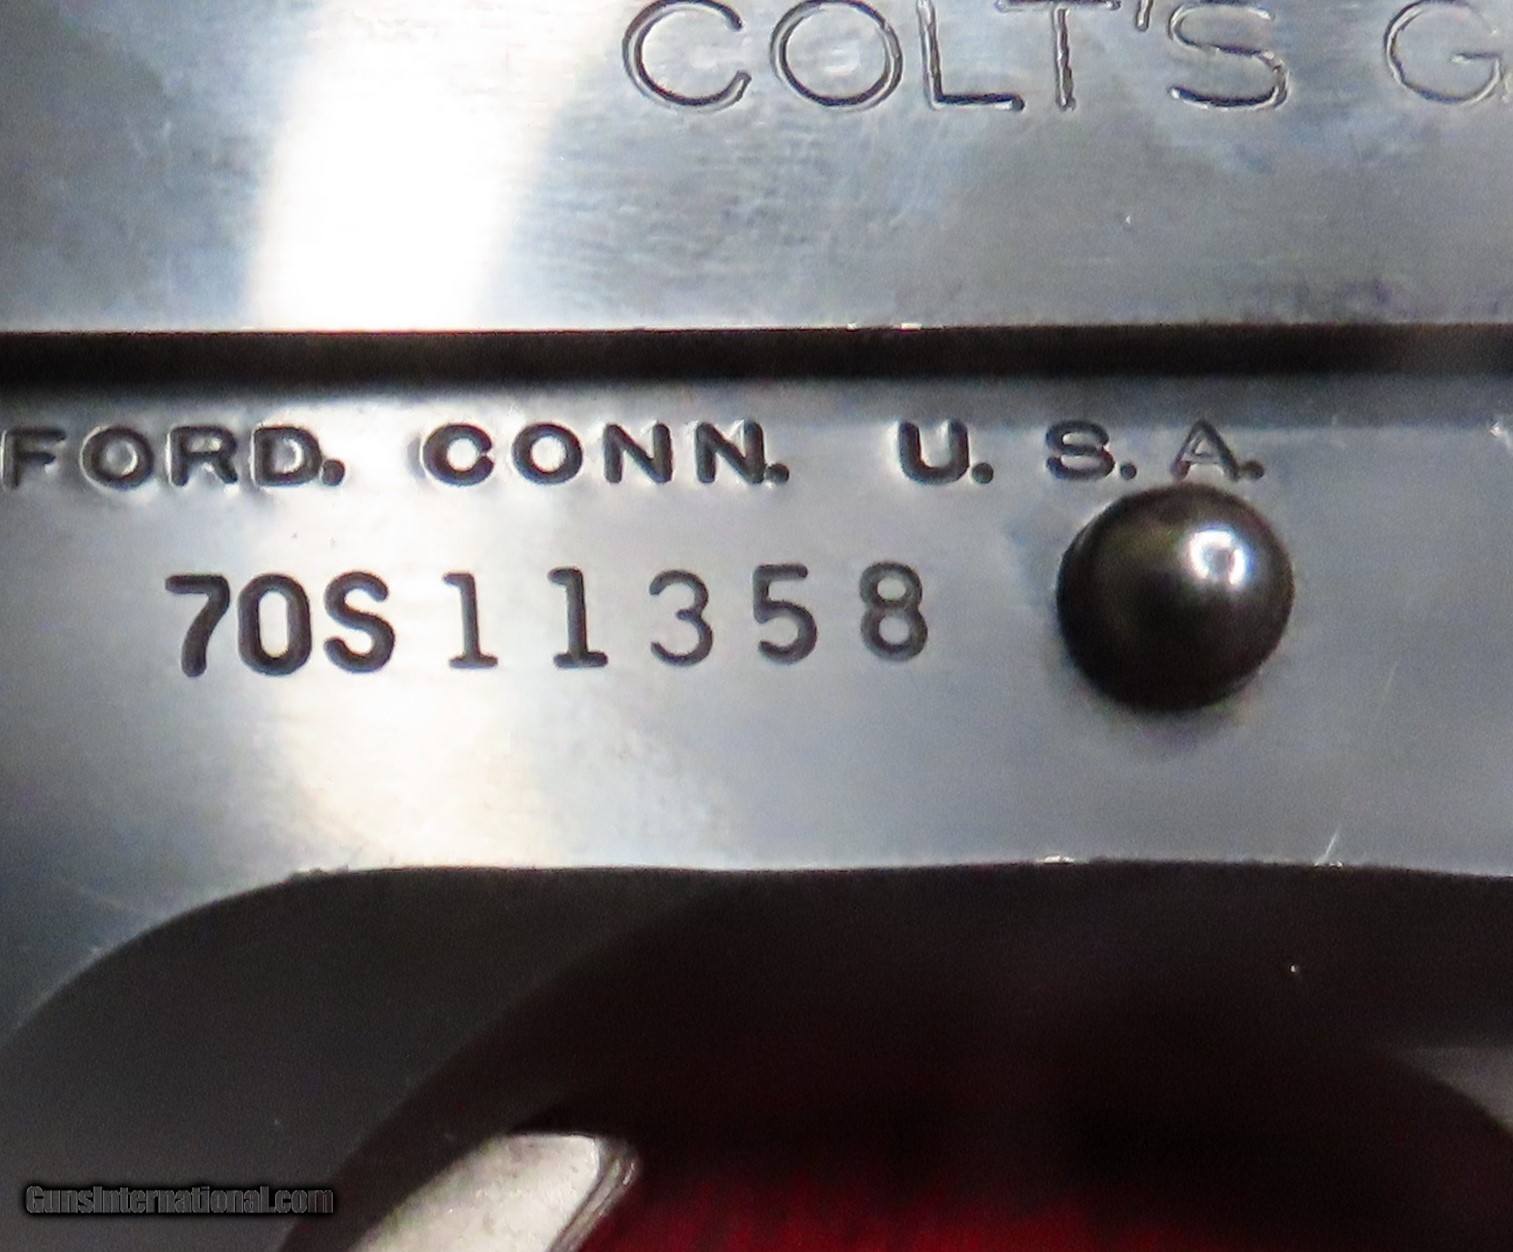 COLT'S G
FORD. CONN. U. S. A.
70S11358
GunsInternational.com